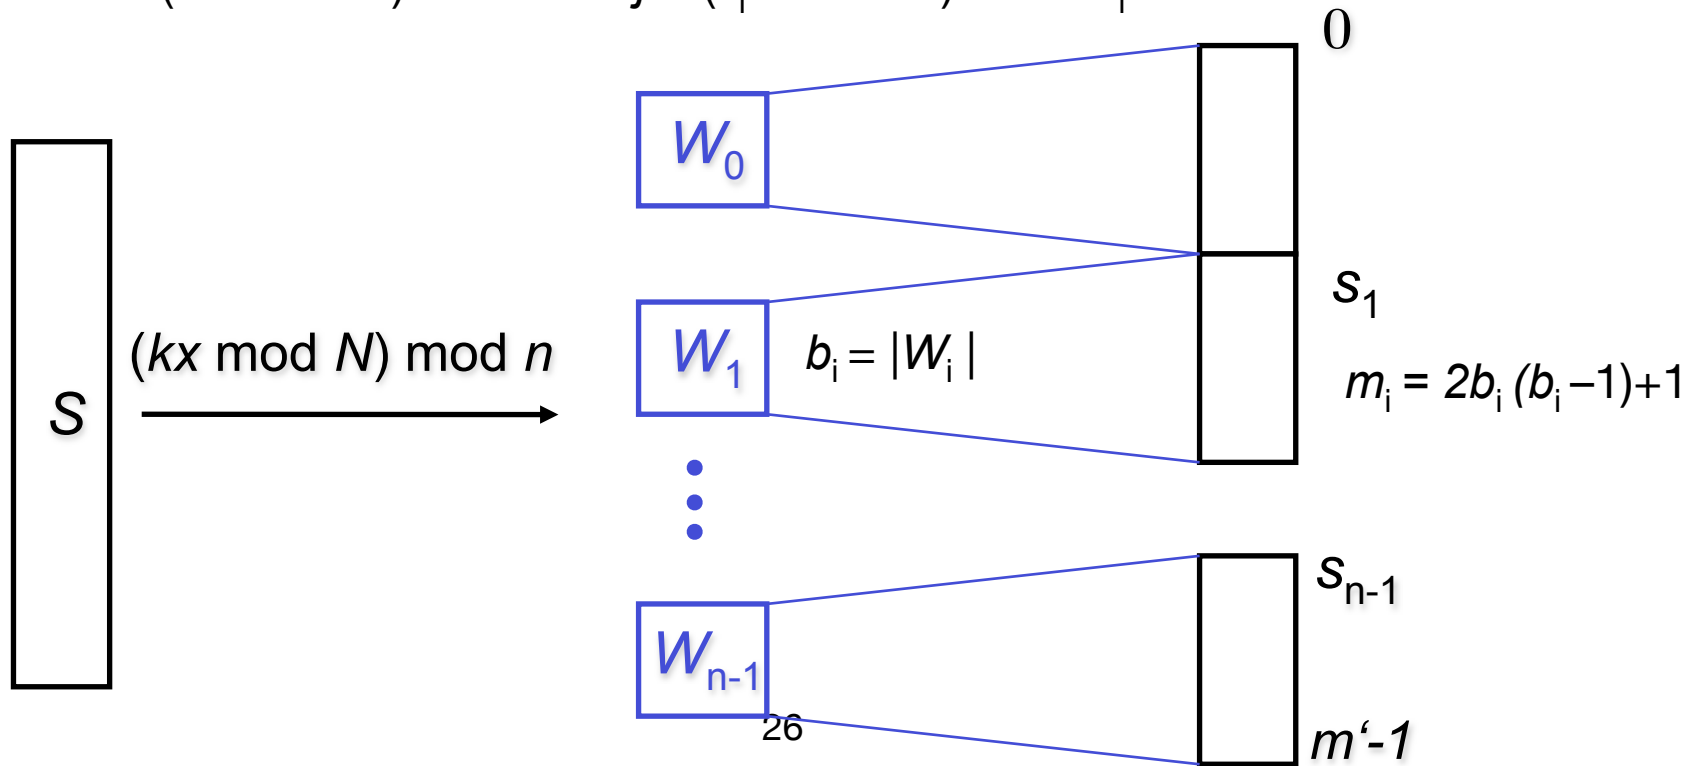 0
W0
s1
(kx mod N) mod n
W1
bi = |Wi |
mi = 2bi (bi –1)+1
S
sn-1
Wn-1
26
m‘-1